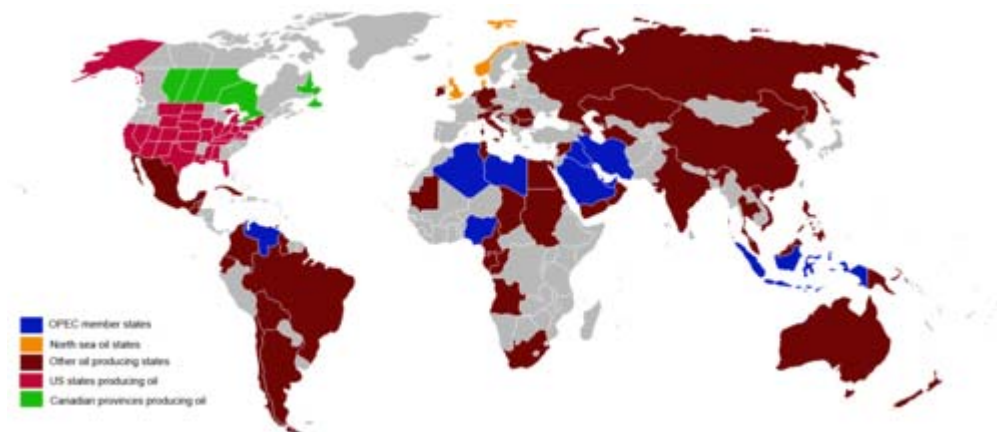 OPEC member states
North sea oil states
Other oil producing states
US states producing oil
Canadian provinces producing oil